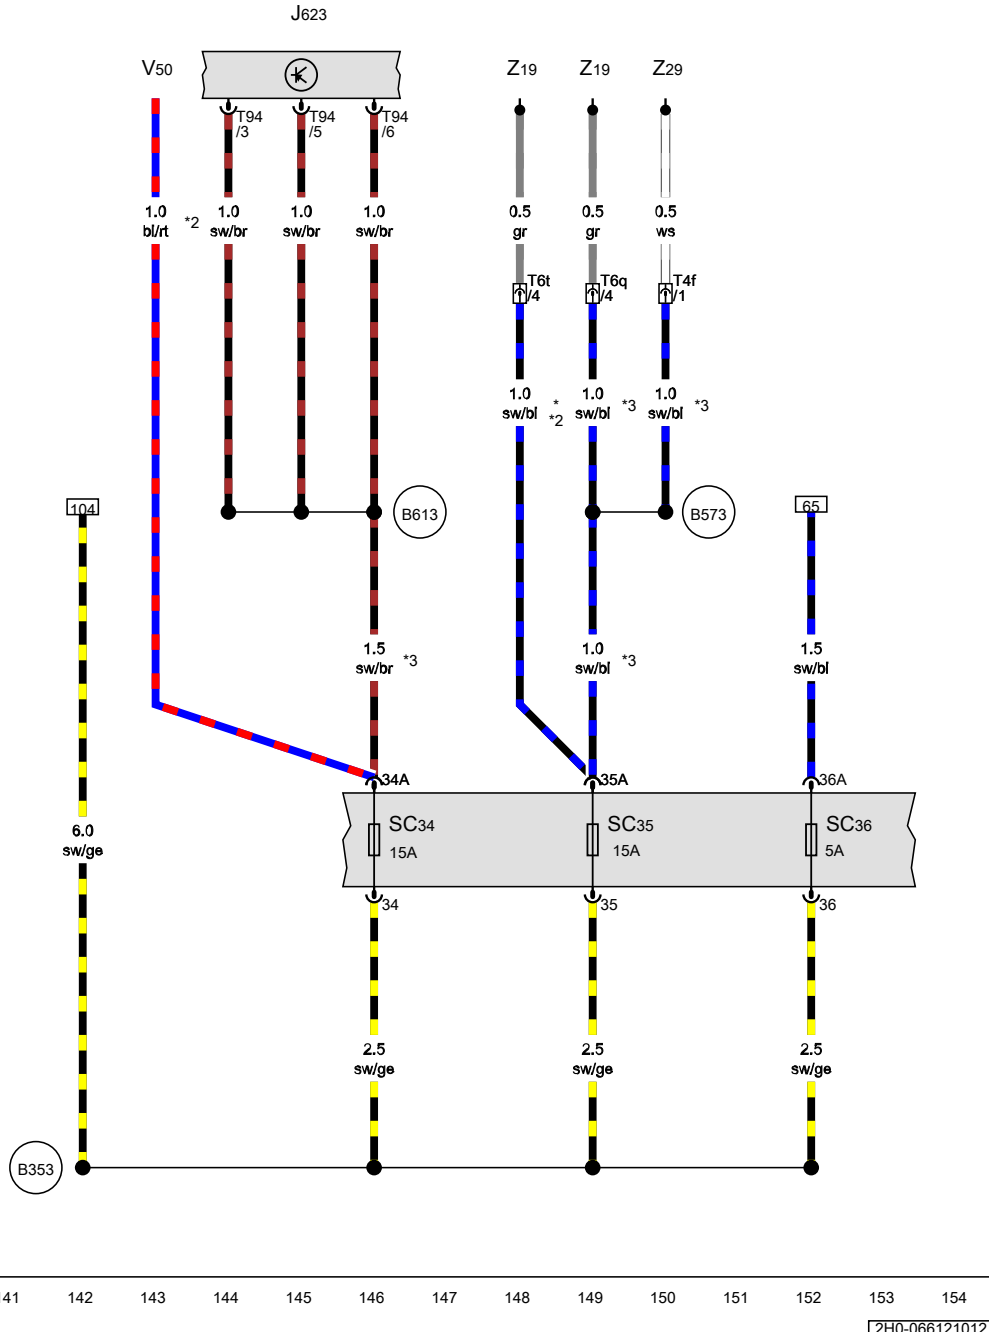 J623
V50 Z19 Z19 Z29
T94 T94 T94
/3 /5 /6
1.0 1.0 1.0 1.0 0.5 0.5 0.5
bl/rt *2 sw/br sw/br sw/br gr gr ws
T6t T6q T4f
/4 /4 /1
1.0 * 1.0 *3 1.0 *3
sw/bl *2 sw/bl sw/bl
104 B613 B573 65
1.5 *3 1.0 *3 1.5
sw/br sw/bl sw/bl
34A 35A 36A
6.0 SC34 SC35 SC36
sw/ge 15A 15A 5A
34 35 36
2.5 2.5 2.5
sw/ge sw/ge sw/ge
B353
142 143 144 145 146 147 148 149 150 151 152 153 154
2H0-066121012